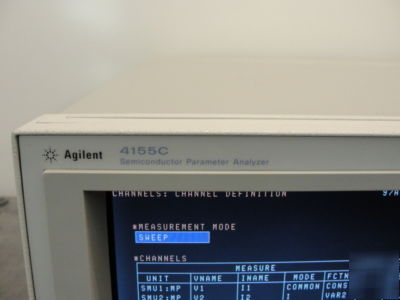 Agilent 4155C
Semiconductor Parameter Analyzer
CHANNELS: CHANNEL DEFINITION
*MEASUREMENT MODE
SWEEP
*CHANNELS
MEASURE
UNIT VNAME INAME MODE FCTN
SMU1:MP V1 I1 COMMON CONS
SMU2:MP V2 I2 I VAR2